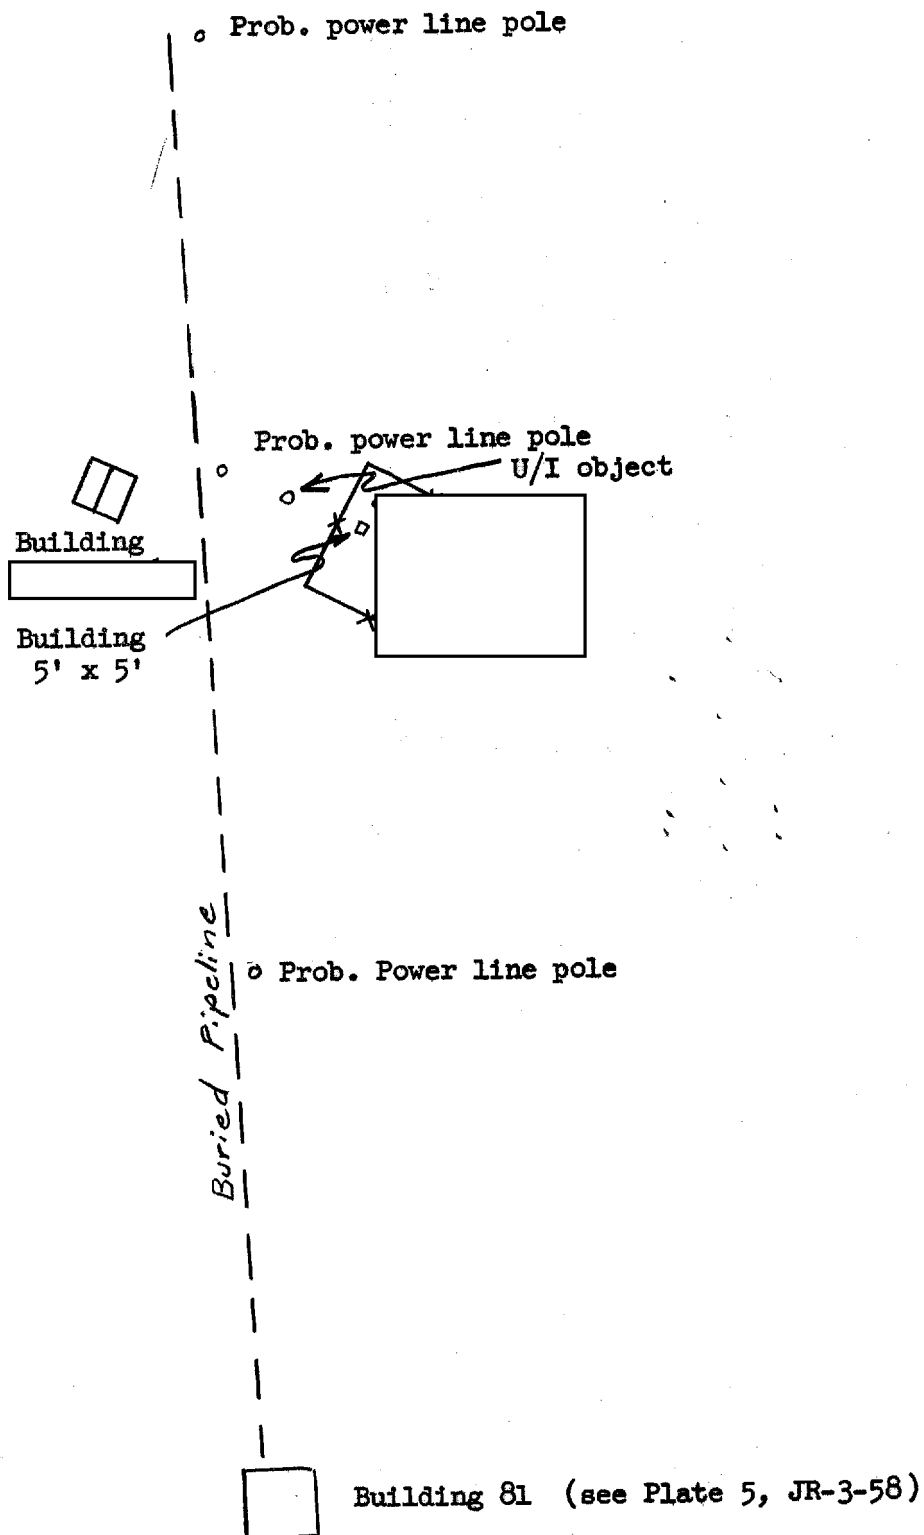 Prob. power line pole
Prob. power line pole
U/I object
Building
Building
5' x 5'
Prob. Power line pole
Buried Pipeline
Building 81 (see Plate 5, JR-3-58)